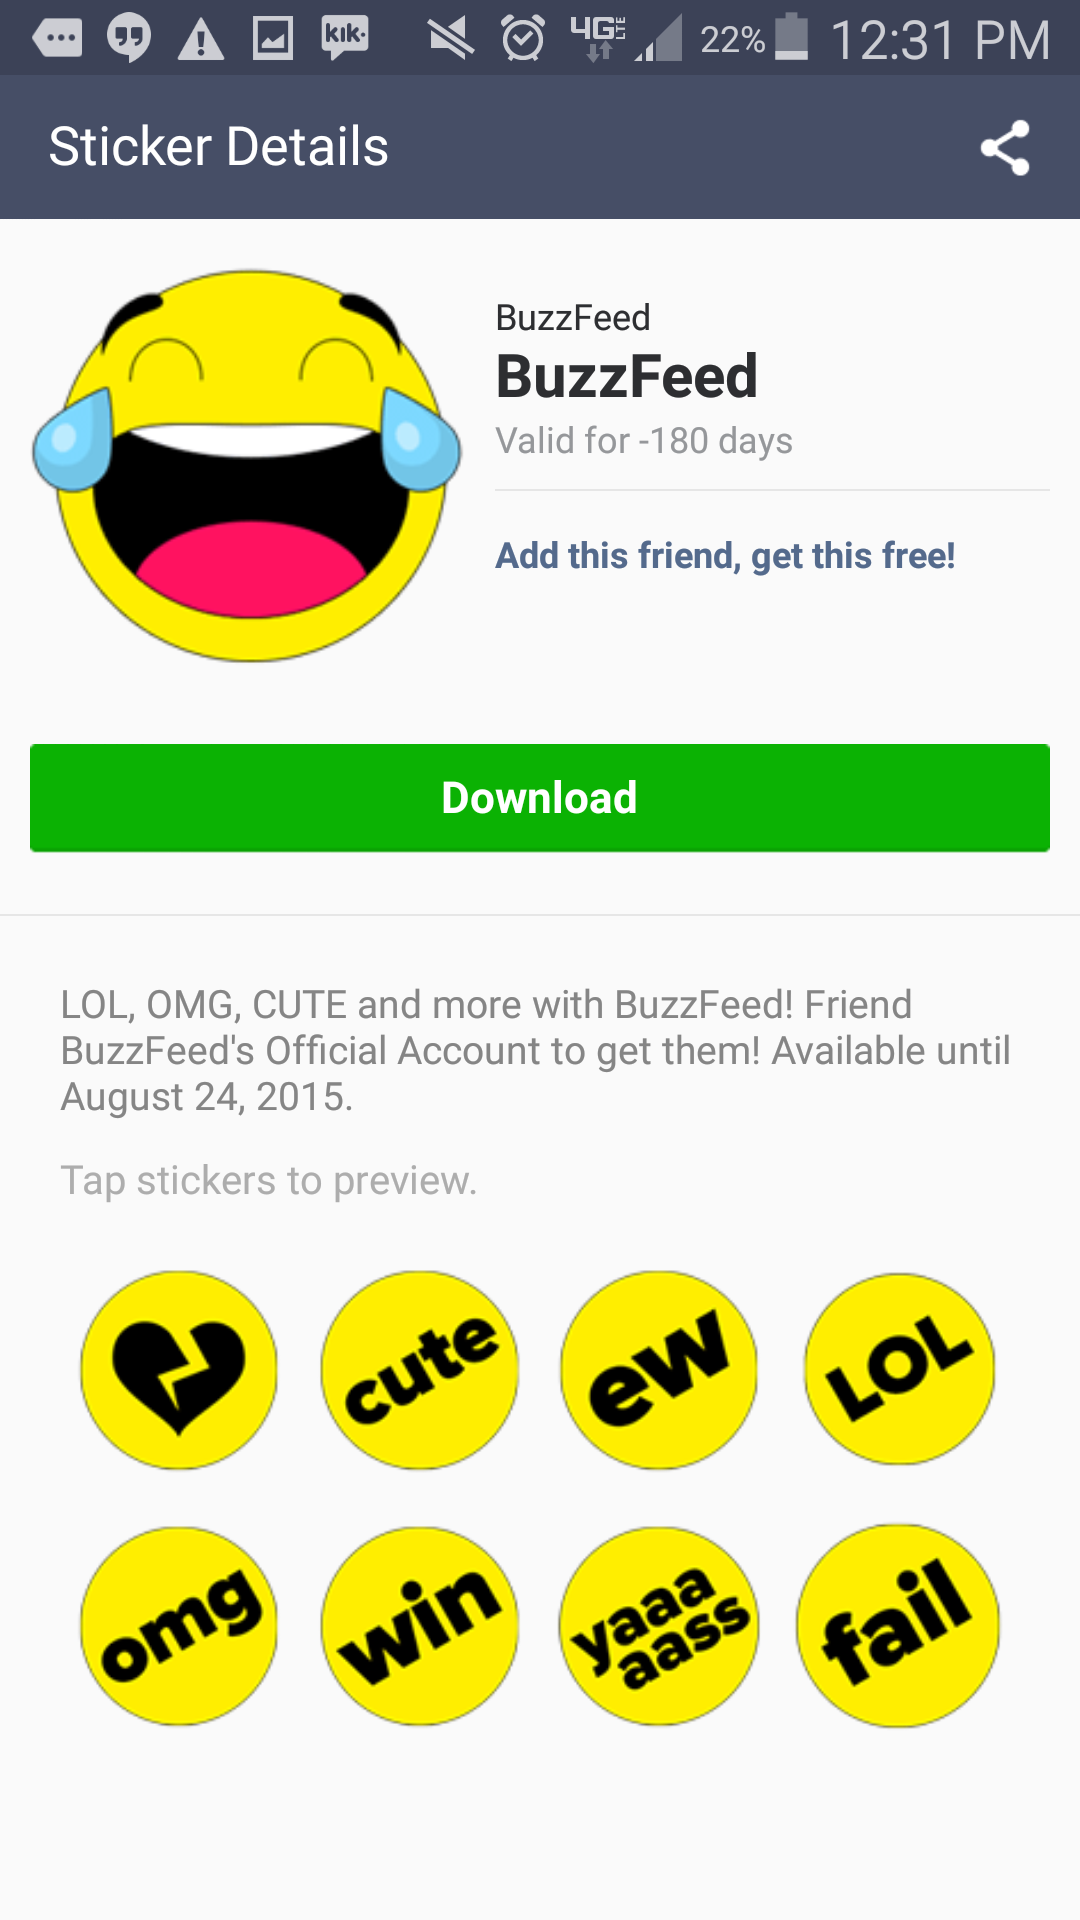 kik·
4G LTE
22%
12:31 PM
Sticker Details
BuzzFeed
BuzzFeed
Valid for -180 days
Add this friend, get this free!
Download
LOL, OMG, CUTE and more with BuzzFeed! Friend
BuzzFeed's Official Account to get them! Available until
August 24, 2015.
Tap stickers to preview.
cute
ew
LOL
omg
win
yaaa
aass
fail